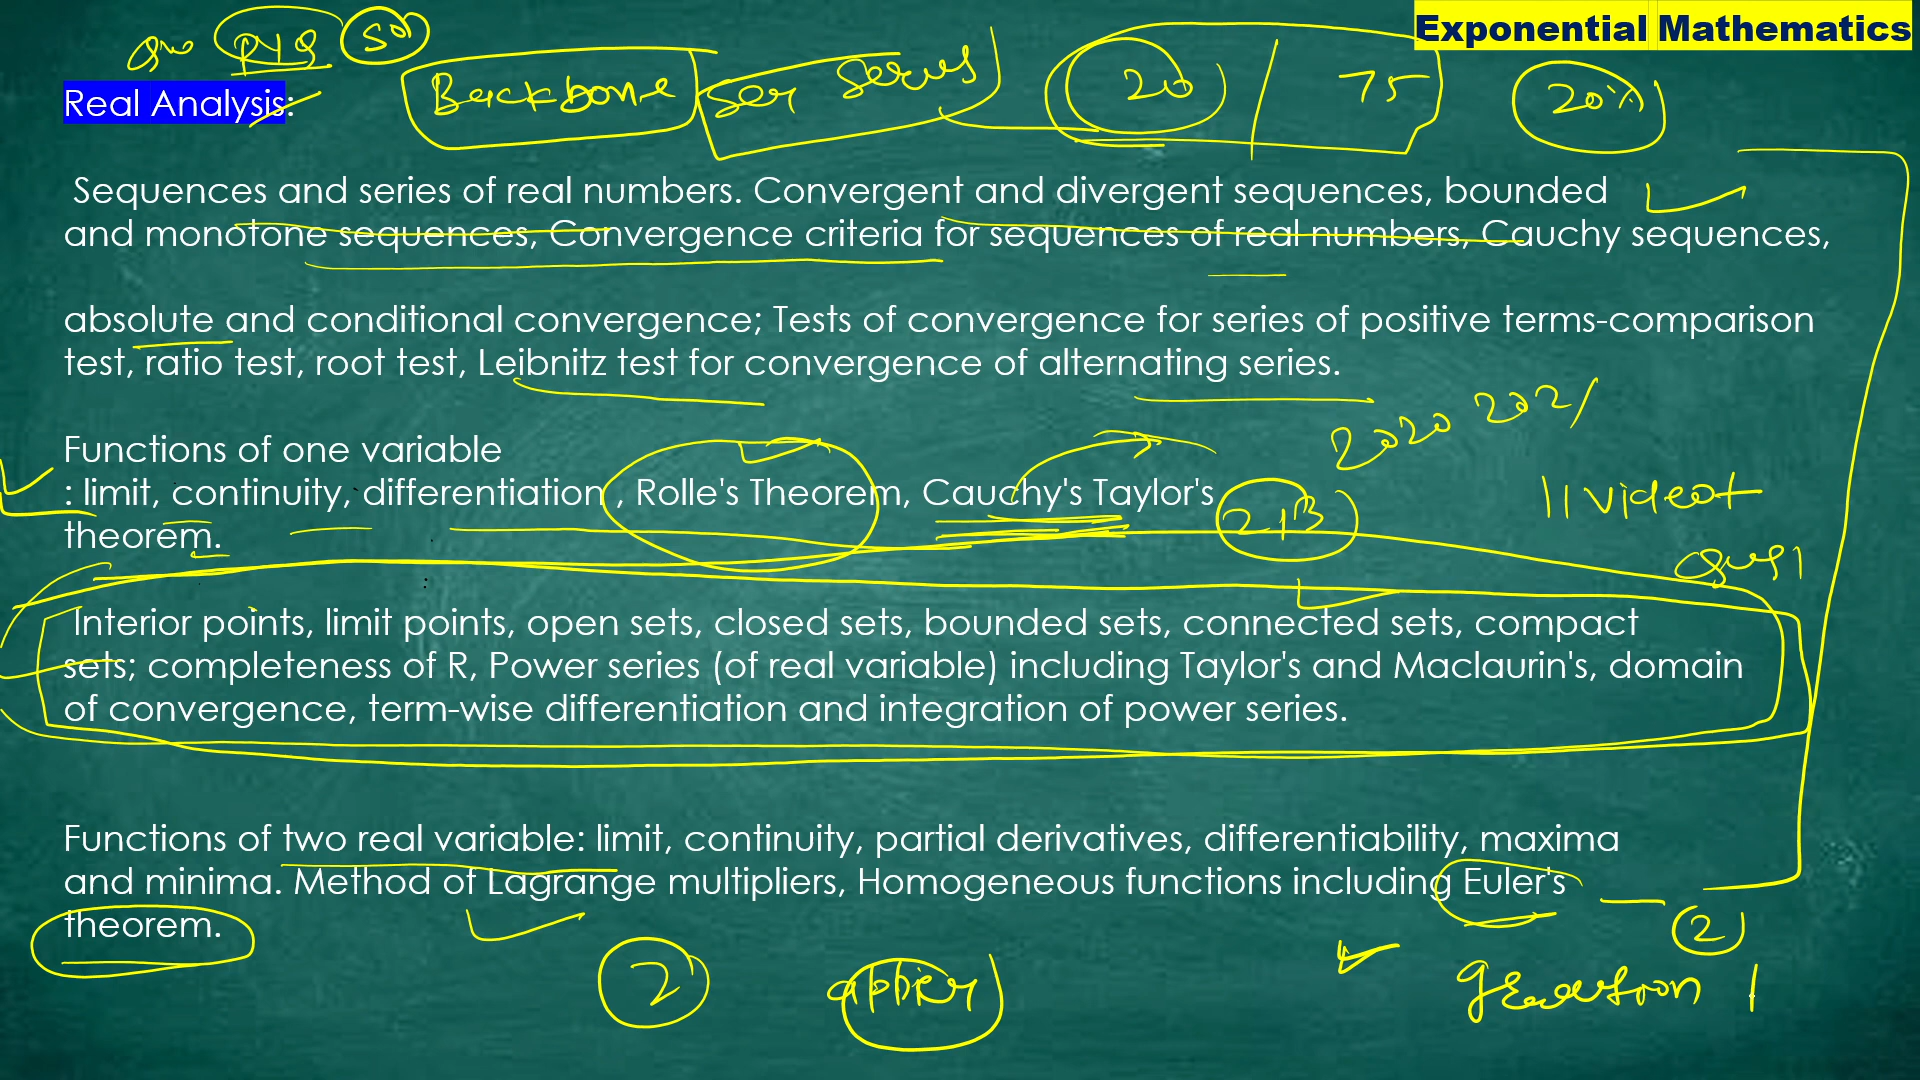 Exponential Mathematics
PYQ
Backbone
20
75
20%
Real Analysis:
Sequences and series of real numbers. Convergent and divergent sequences, bounded
and monotone sequences, Convergence criteria for sequences of real numbers, Cauchy sequences,
absolute and conditional convergence; Tests of convergence for series of positive terms-comparison
test, ratio test, root test, Leibnitz test for convergence of alternating series.
2020 2021
Functions of one variable
: limit, continuity, differentiation , Rolle's Theorem, Cauchy's Taylor's
theorem.
11 video+
Interior points, limit points, open sets, closed sets, bounded sets, connected sets, compact
sets; completeness of R, Power series (of real variable) including Taylor's and Maclaurin's, domain
of convergence, term-wise differentiation and integration of power series.
Functions of two real variable: limit, continuity, partial derivatives, differentiability, maxima
and minima. Method of Lagrange multipliers, Homogeneous functions including Euler's
theorem.
2
2